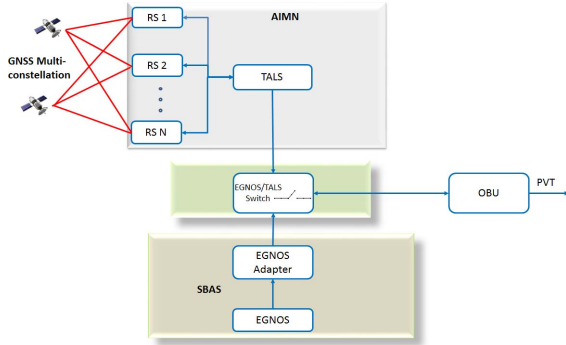 AIMN
RS 1
GNSS Multi-
constellation
RS 2
TALS
RS N
EGNOS/TALS
Switch
OBU
PVT
EGNOS
Adapter
SBAS
EGNOS